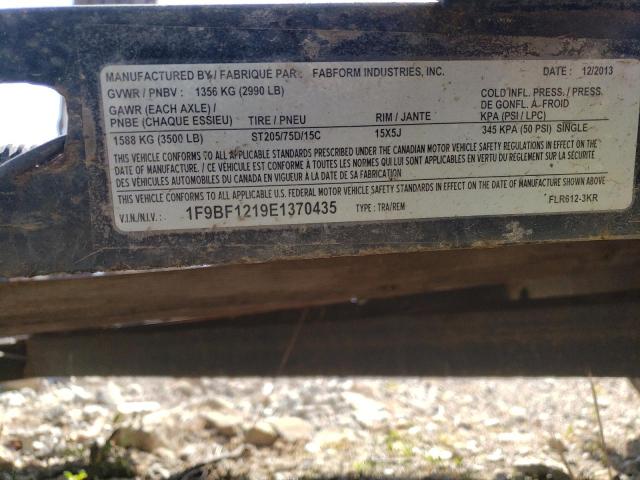 MANUFACTURED BY / FABRIQUE PAR : FABFORM INDUSTRIES, INC. DATE : 12/2013
GVWR / PNBV : 1356 KG (2990 LB) COLD INFL. PRESS. / PRESS.
GAWR (EACH AXLE) / DE GONFL. A-FROID
PNBE (CHAQUE ESSIEU) TIRE / PNEU RIM / JANTE KPA (PSI / LPC)
1588 KG (3500 LB) ST205/75D/15C 15X5J 345 KPA (50 PSI) SINGLE
THIS VEHICLE CONFORMS TO ALL APPLICABLE STANDARDS PRESCRIBED UNDER THE CANADIAN MOTOR VEHICLE SAFETY REGULATIONS IN EFFECT ON THE
DATE OF MANUFACTURE. / CE VÉHICULE EST CONFORME A TOUTES LES NORMES QUI LUI SONT APPLICABLES EN VERTU DU RÈGLEMENT SUR LA SÉCURITÉ
DES VÉHICULES AUTOMOBILES DU CANADA EN VIGUEUR A LA DATE DE SA FABRICATION.
THIS VEHICLE CONFORMS TO ALL APPLICABLE U.S. FEDERAL MOTOR VEHICLE SAFETY STANDARDS IN EFFECT ON THE DATE OF MANUFACTURE SHOWN ABOVE.
V.I.N./N.I.V. : 1F9BF1219E1370435 TYPE : TRA/REM FLR612-3KR